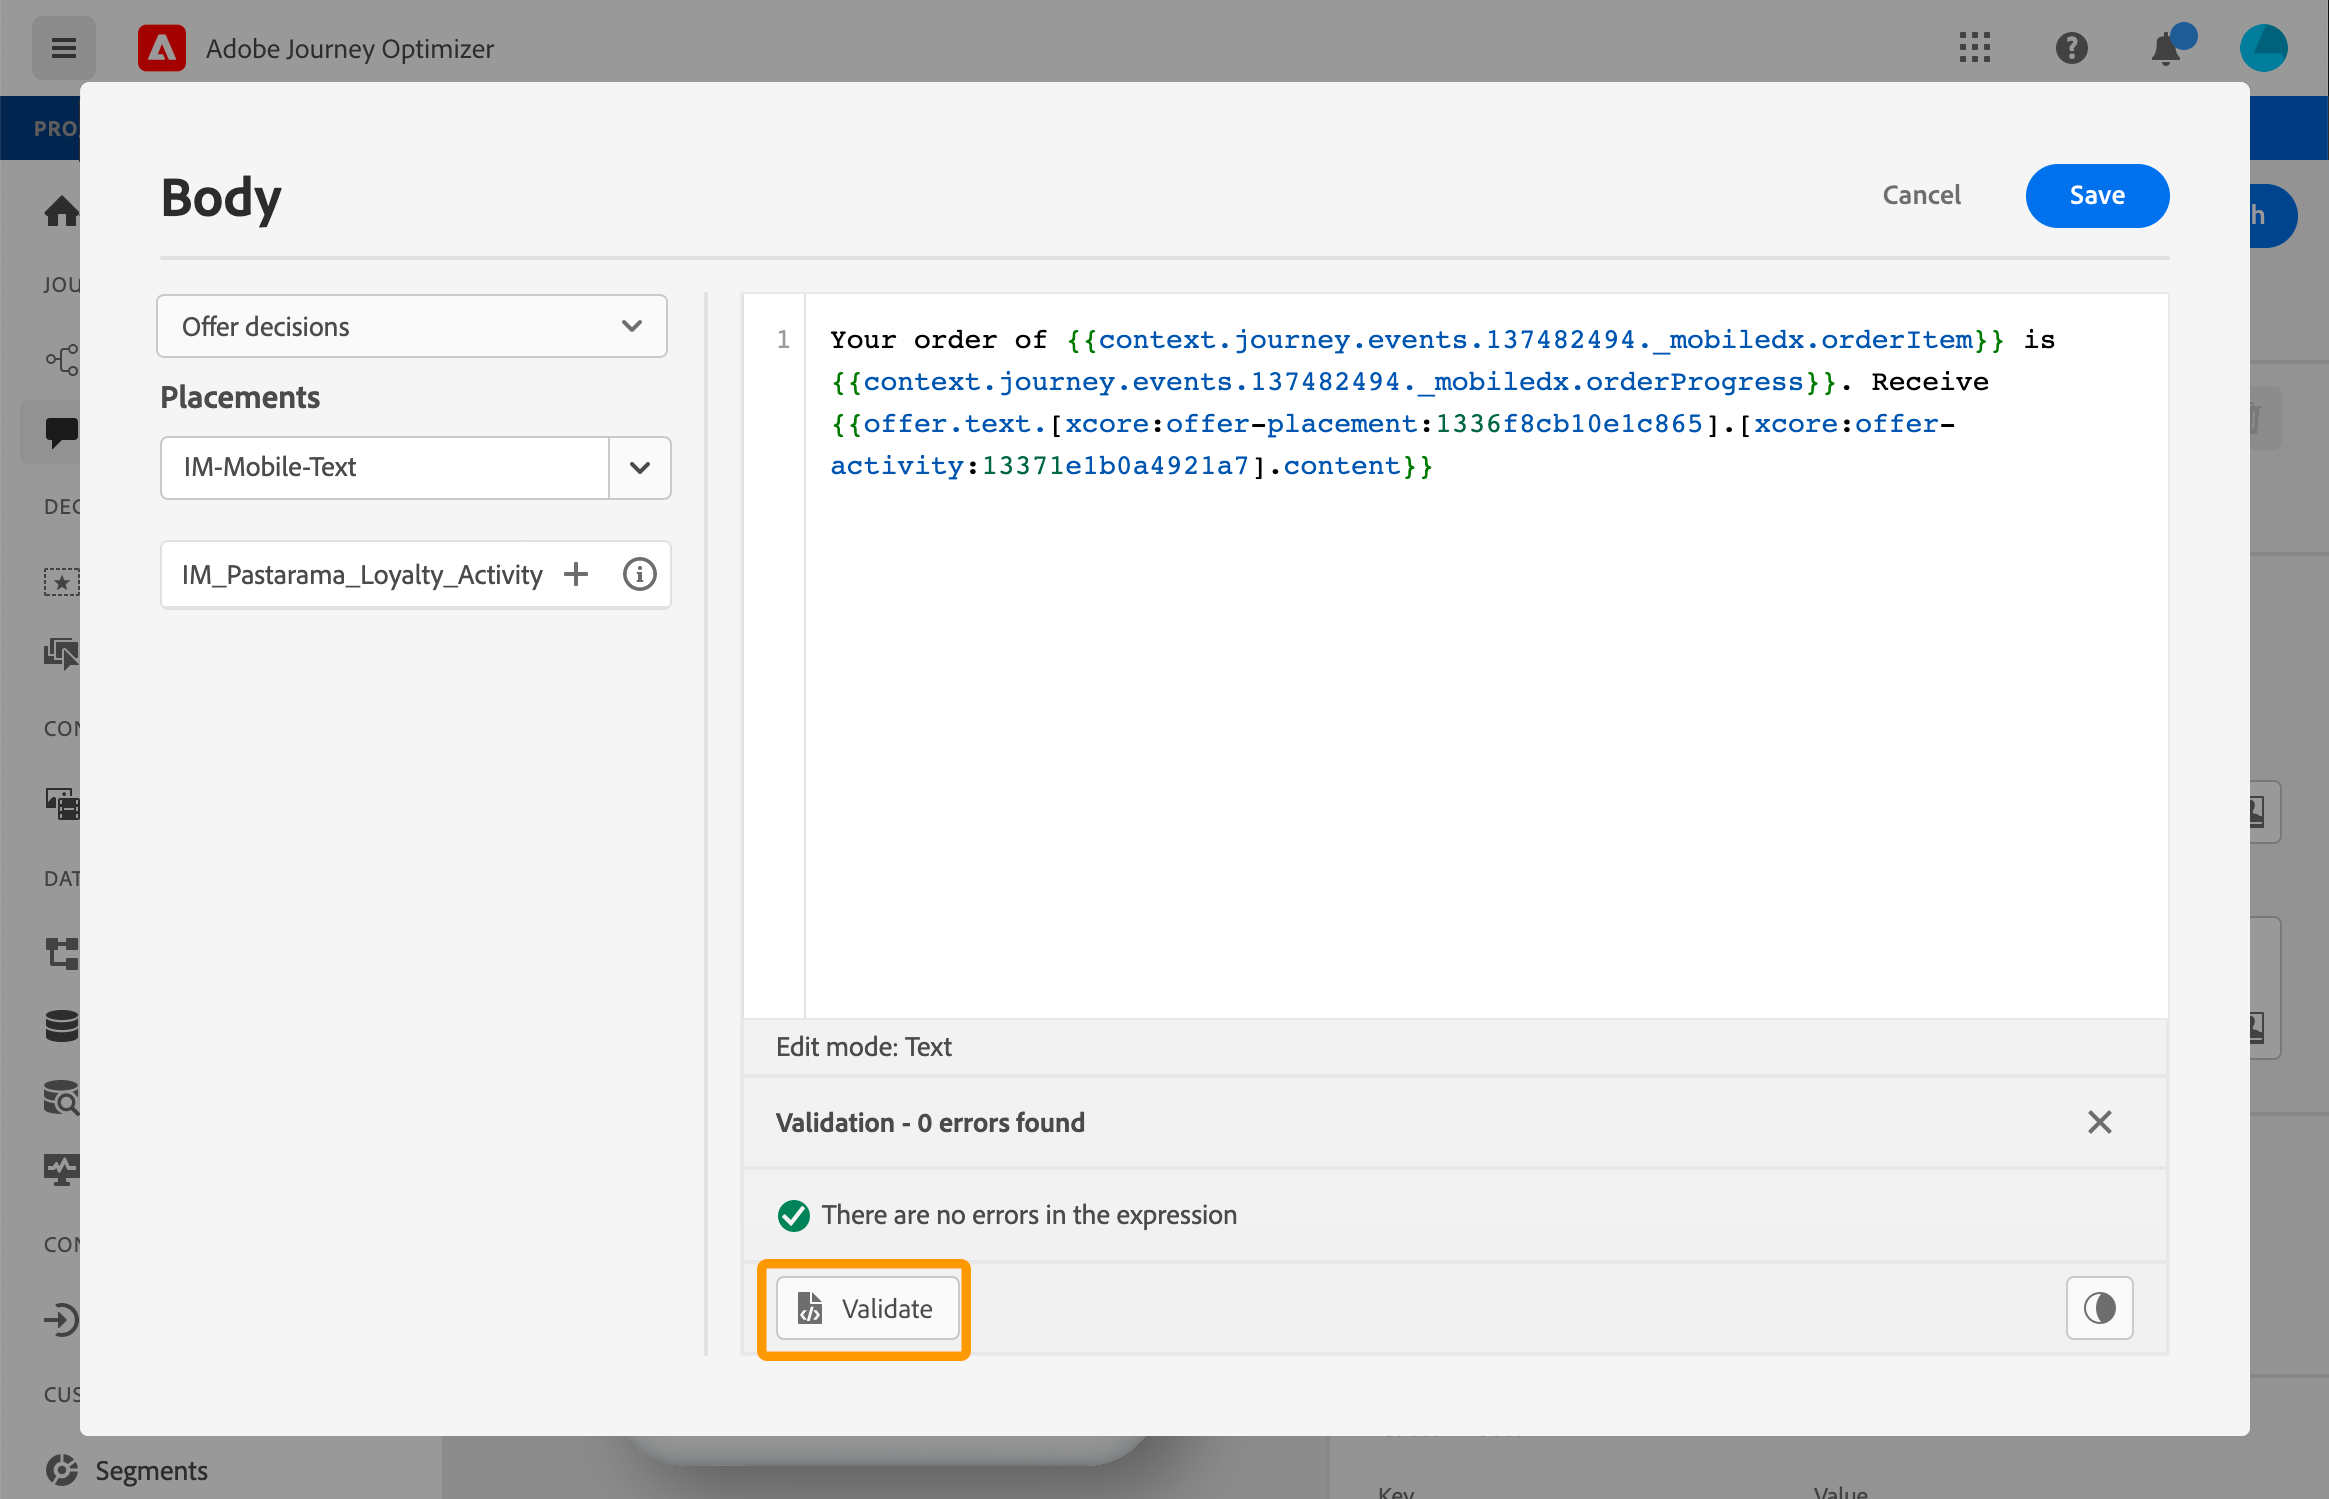 Adobe Journey Optimizer
PRO
Body
Cancel
Save
h
JOU
Offer decisions
Placements
IM-Mobile-Text
IM_Pastarama_Loyalty_Activity
DEC
CON
DAT
CON
CUS
1
Your order of {{context.journey.events.137482494._mobiledx.orderItem}} is
{{context.journey.events.137482494._mobiledx.orderProgress}}. Receive
{{offer.text.[xcore:offer-placement:1336f8cb10e1c865].[xcore:offer-
activity:13371e1b0a4921a7].content}}
Edit mode: Text
Validation - 0 errors found
There are no errors in the expression
Validate
Segments
Key
Value